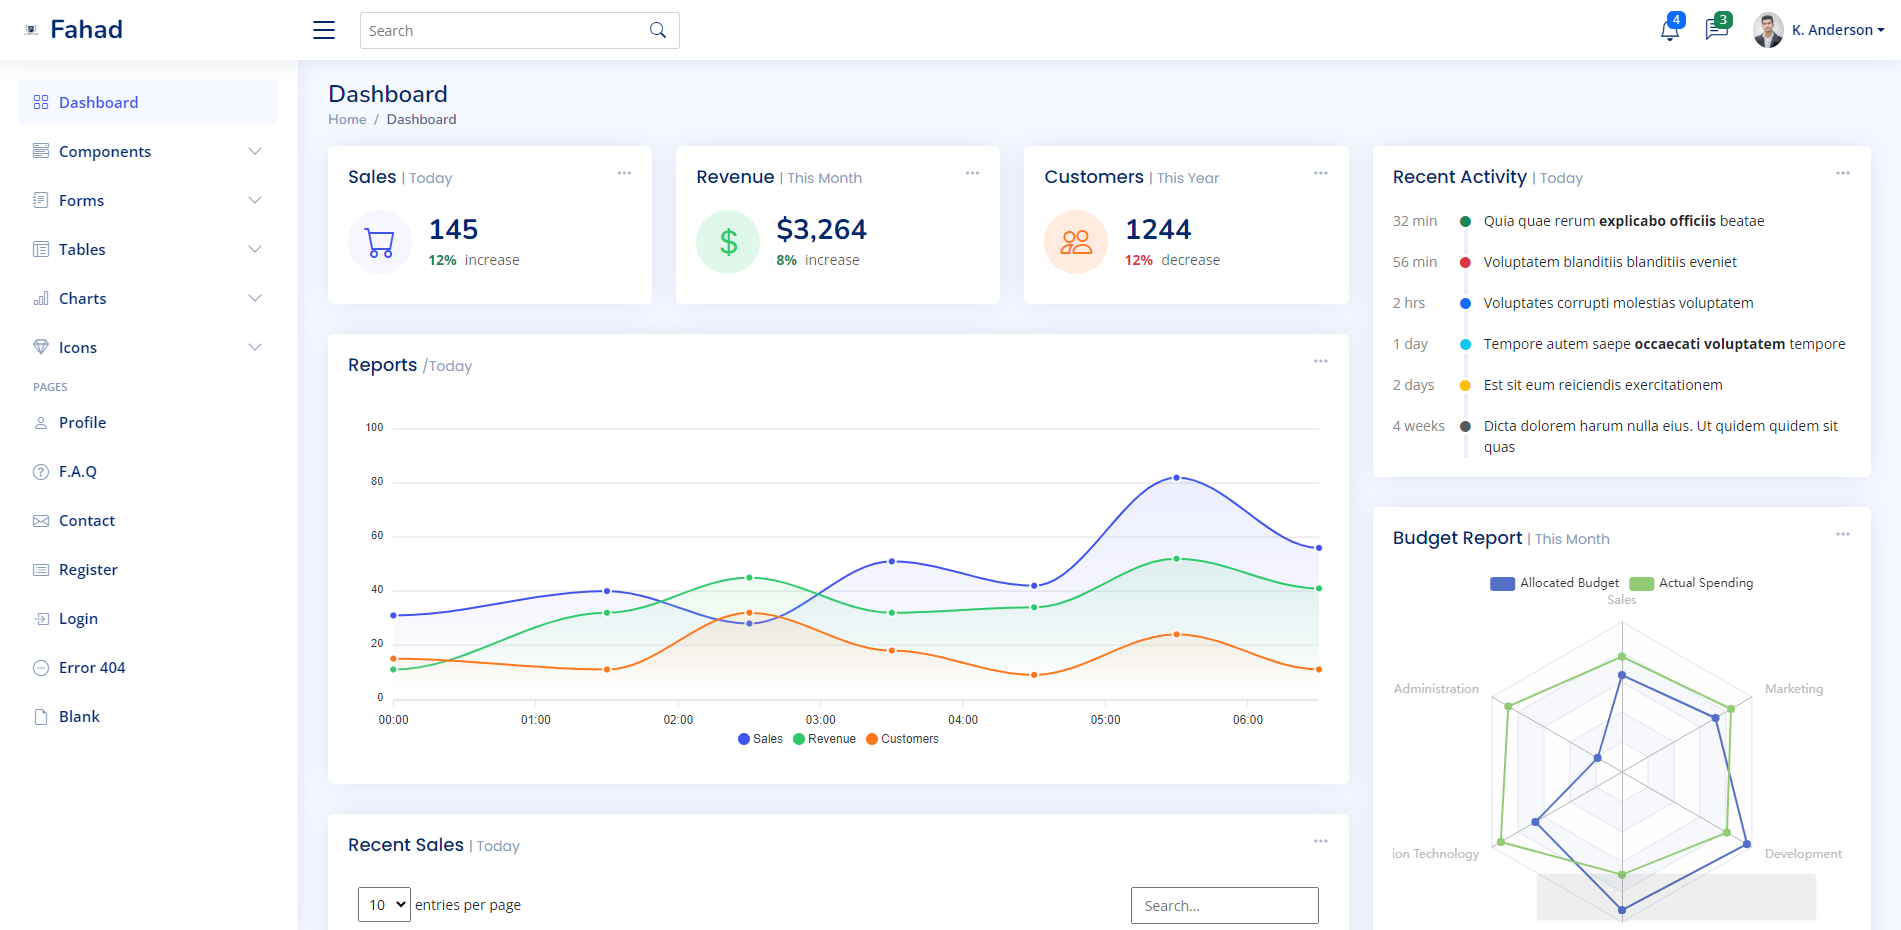 Fahad
Search
4
3
K. Anderson
Dashboard
Components
Forms
Tables
Charts
Icons
PAGES
Profile
F.A.Q
Contact
Register
Login
Error 404
Blank
Dashboard
Home / Dashboard
Sales | Today
145
12% increase
Revenue | This Month
$
$3,264
8% increase
Customers | This Year
1244
12% decrease
Reports /Today
100
80
60
40
20
0
00:00 01:00 02:00 03:00 04:00 05:00 06:00
Sales Revenue Customers
Recent Sales | Today
10 entries per page
Search...
Recent Activity | Today
32 min Quia quae rerum explicabo officiis beatae
56 min Voluptatem blanditiis blanditiis eveniet
2 hrs Voluptates corrupti molestias voluptatem
1 day Tempore autem saepe occaecati voluptatem tempore
2 days Est sit eum reiciendis exercitationem
4 weeks Dicta dolorem harum nulla eius. Ut quidem quidem sit
quas
Budget Report | This Month
Allocated Budget Actual Spending
Sales
Administration Marketing
ion Technology Development